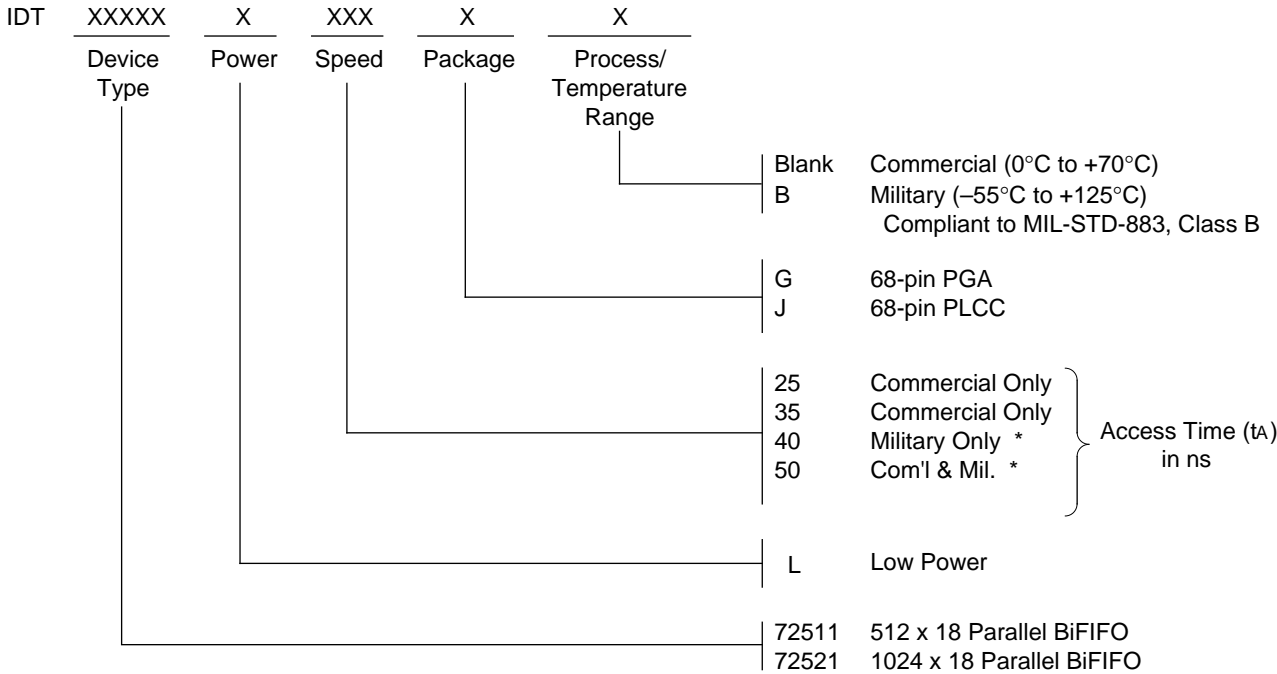 IDT XXXXX X XXX X X
Device Type
Power
Speed
Package
Process/
Temperature
Range
Blank Commercial (0°C to +70°C)
B Military (–55°C to +125°C)
Compliant to MIL-STD-883, Class B
G 68-pin PGA
J 68-pin PLCC
25 Commercial Only
35 Commercial Only
40 Military Only *
50 Com'l & Mil. *
Access Time (tA)
in ns
L Low Power
72511 512 x 18 Parallel BiFIFO
72521 1024 x 18 Parallel BiFIFO